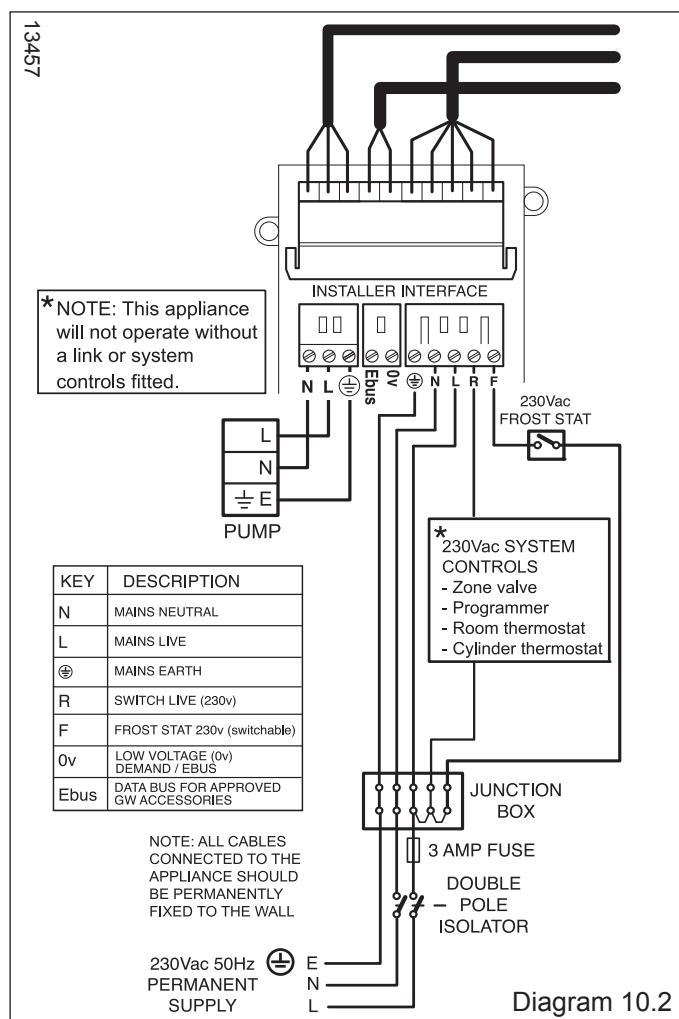 13457
INSTALLER INTERFACE
* NOTE: This appliance
will not operate without
a link or system
controls fitted.
N L ⏚ Ebus 0v ⏚ N L R F
230Vac
FROST STAT
L
N
⏚ E
PUMP
*
230Vac SYSTEM
CONTROLS
- Zone valve
- Programmer
- Room thermostat
- Cylinder thermostat
KEY DESCRIPTION
N MAINS NEUTRAL
L MAINS LIVE
⏚ MAINS EARTH
R SWITCH LIVE (230v)
F FROST STAT 230v (switchable)
0v LOW VOLTAGE (0v)
DEMAND / EBUS
Ebus DATA BUS FOR APPROVED
GW ACCESSORIES
JUNCTION
BOX
3 AMP FUSE
NOTE: ALL CABLES
CONNECTED TO THE
APPLIANCE SHOULD
BE PERMANENTLY
FIXED TO THE WALL
DOUBLE
POLE
ISOLATOR
230Vac 50Hz
PERMANENT
SUPPLY
⏚ E
N
L
Diagram 10.2